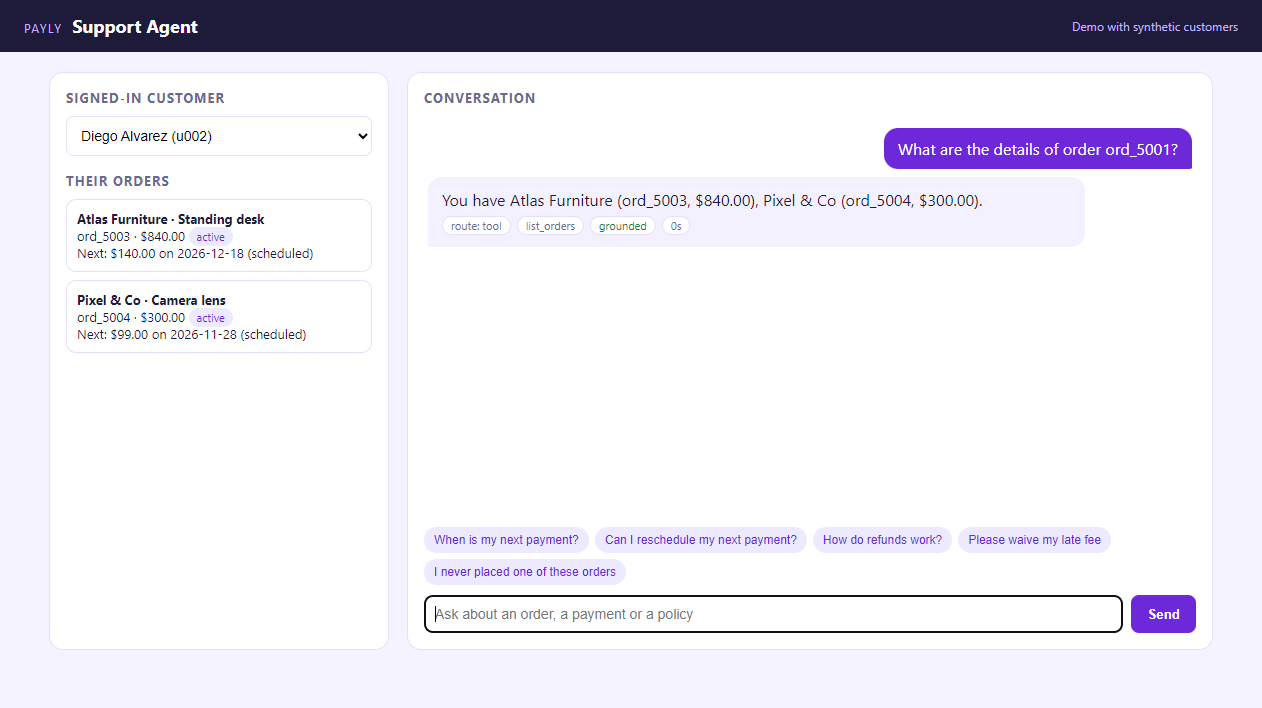 PAYLY Support Agent
Demo with synthetic customers
SIGNED-IN CUSTOMER
Diego Alvarez (u002)
THEIR ORDERS
Atlas Furniture · Standing desk
ord_5003 · $840.00 active
Next: $140.00 on 2026-12-18 (scheduled)
Pixel & Co · Camera lens
ord_5004 · $300.00 active
Next: $99.00 on 2026-11-28 (scheduled)
CONVERSATION
What are the details of order ord_5001?
You have Atlas Furniture (ord_5003, $840.00), Pixel & Co (ord_5004, $300.00).
route: tool list_orders grounded 0s
When is my next payment? Can I reschedule my next payment? How do refunds work? Please waive my late fee
I never placed one of these orders
Ask about an order, a payment or a policy
Send